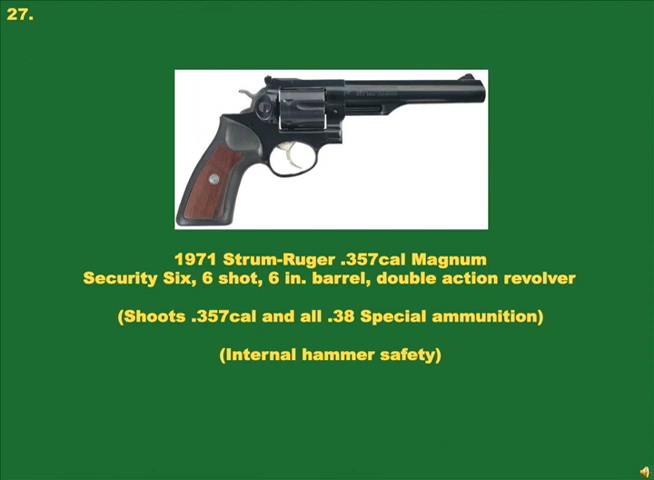 27.
1971 Strum-Ruger .357cal Magnum
Security Six, 6 shot, 6 in. barrel, double action revolver
(Shoots .357cal and all .38 Special ammunition)
(Internal hammer safety)